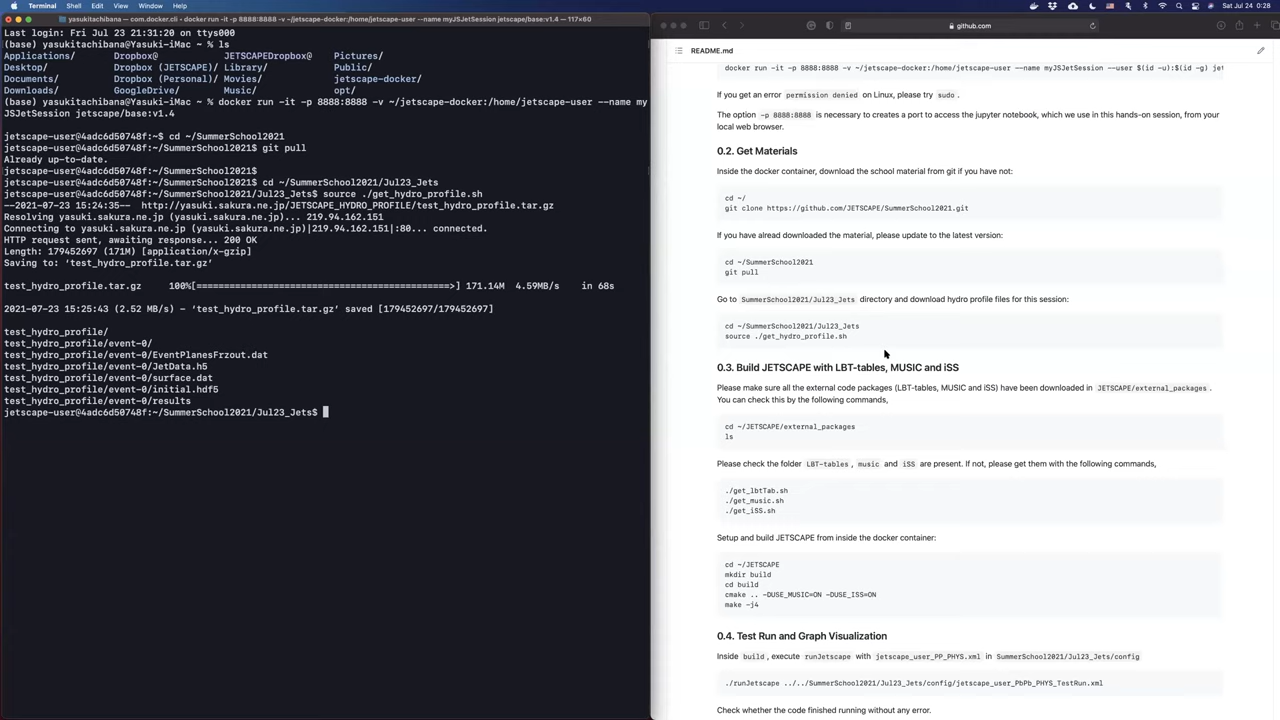 Terminal Shell Edit View Window Help
Sat Jul 24 0:28
yasukitachibana — com.docker.cli • docker run -it -p 8888:8888 -v ~/jetscape-docker:/home/jetscape-user --name myJSJetSession jetscape/base:v1.4 — 117×60
Last login: Fri Jul 23 21:31:20 on ttys000
(base) yasukitachibana@Yasuki-iMac ~ % ls
Applications/ Dropbox@ JETSCAPEDropbox@ Pictures/
Desktop/ Dropbox (JETSCAPE)/ Library/ Public/
Documents/ Dropbox (Personal)/ Movies/ jetscape-docker/
Downloads/ GoogleDrive/ Music/ opt/
(base) yasukitachibana@Yasuki-iMac ~ % docker run -it -p 8888:8888 -v ~/jetscape-docker:/home/jetscape-user --name my
JSJetSession jetscape/base:v1.4
jetscape-user@4adc6d50748f:~$ cd ~/SummerSchool2021
jetscape-user@4adc6d50748f:~/SummerSchool2021$ git pull
Already up-to-date.
jetscape-user@4adc6d50748f:~/SummerSchool2021$
jetscape-user@4adc6d50748f:~/SummerSchool2021$ cd ~/SummerSchool2021/Jul23_Jets
jetscape-user@4adc6d50748f:~/SummerSchool2021/Jul23_Jets$ source ./get_hydro_profile.sh
--2021-07-23 15:24:35-- http://yasuki.sakura.ne.jp/JETSCAPE_HYDRO_PROFILE/test_hydro_profile.tar.gz
Resolving yasuki.sakura.ne.jp (yasuki.sakura.ne.jp)... 219.94.162.151
Connecting to yasuki.sakura.ne.jp (yasuki.sakura.ne.jp)|219.94.162.151|:80... connected.
HTTP request sent, awaiting response... 200 OK
Length: 179452697 (171M) [application/x-gzip]
Saving to: ‘test_hydro_profile.tar.gz’
test_hydro_profile.tar.gz 100%[=================================================>] 171.14M 4.59MB/s in 68s
2021-07-23 15:25:43 (2.52 MB/s) - ‘test_hydro_profile.tar.gz’ saved [179452697/179452697]
test_hydro_profile/
test_hydro_profile/event-0/
test_hydro_profile/event-0/EventPlanesFrzout.dat
test_hydro_profile/event-0/JetData.h5
test_hydro_profile/event-0/surface.dat
test_hydro_profile/event-0/initial.hdf5
test_hydro_profile/event-0/results
jetscape-user@4adc6d50748f:~/SummerSchool2021/Jul23_Jets$
github.com
README.md
docker run -it -p 8888:8888 -v ~/jetscape-docker:/home/jetscape-user --name myJSJetSession --user $(id -u):$(id -g) jet
If you get an error permission denied on Linux, please try sudo .
The option -p 8888:8888 is necessary to creates a port to access the jupyter notebook, which we use in this hands-on session, from your
local web browser.
0.2. Get Materials
Inside the docker container, download the school material from git if you have not:
cd ~/
git clone https://github.com/JETSCAPE/SummerSchool2021.git
If you have alread downloaded the material, please update to the latest version:
cd ~/SummerSchool2021
git pull
Go to SummerSchool2021/Jul23_Jets directory and download hydro profile files for this session:
cd ~/SummerSchool2021/Jul23_Jets
source ./get_hydro_profile.sh
0.3. Build JETSCAPE with LBT-tables, MUSIC and iSS
Please make sure all the external code packages (LBT-tables, MUSIC and iSS) have been downloaded in JETSCAPE/external_packages .
You can check this by the following commands,
cd ~/JETSCAPE/external_packages
ls
Please check the folder LBT-tables , music and iSS are present. If not, please get them with the following commands,
./get_lbtTab.sh
./get_music.sh
./get_iSS.sh
Setup and build JETSCAPE from inside the docker container:
cd ~/JETSCAPE
mkdir build
cd build
cmake .. -DUSE_MUSIC=ON -DUSE_ISS=ON
make -j4
0.4. Test Run and Graph Visualization
Inside build , execute runJetscape with jetscape_user_PP_PHYS.xml in SummerSchool2021/Jul23_Jets/config
./runJetscape ../../SummerSchool2021/Jul23_Jets/config/jetscape_user_PbPb_PHYS_TestRun.xml
Check whether the code finished running without any error.